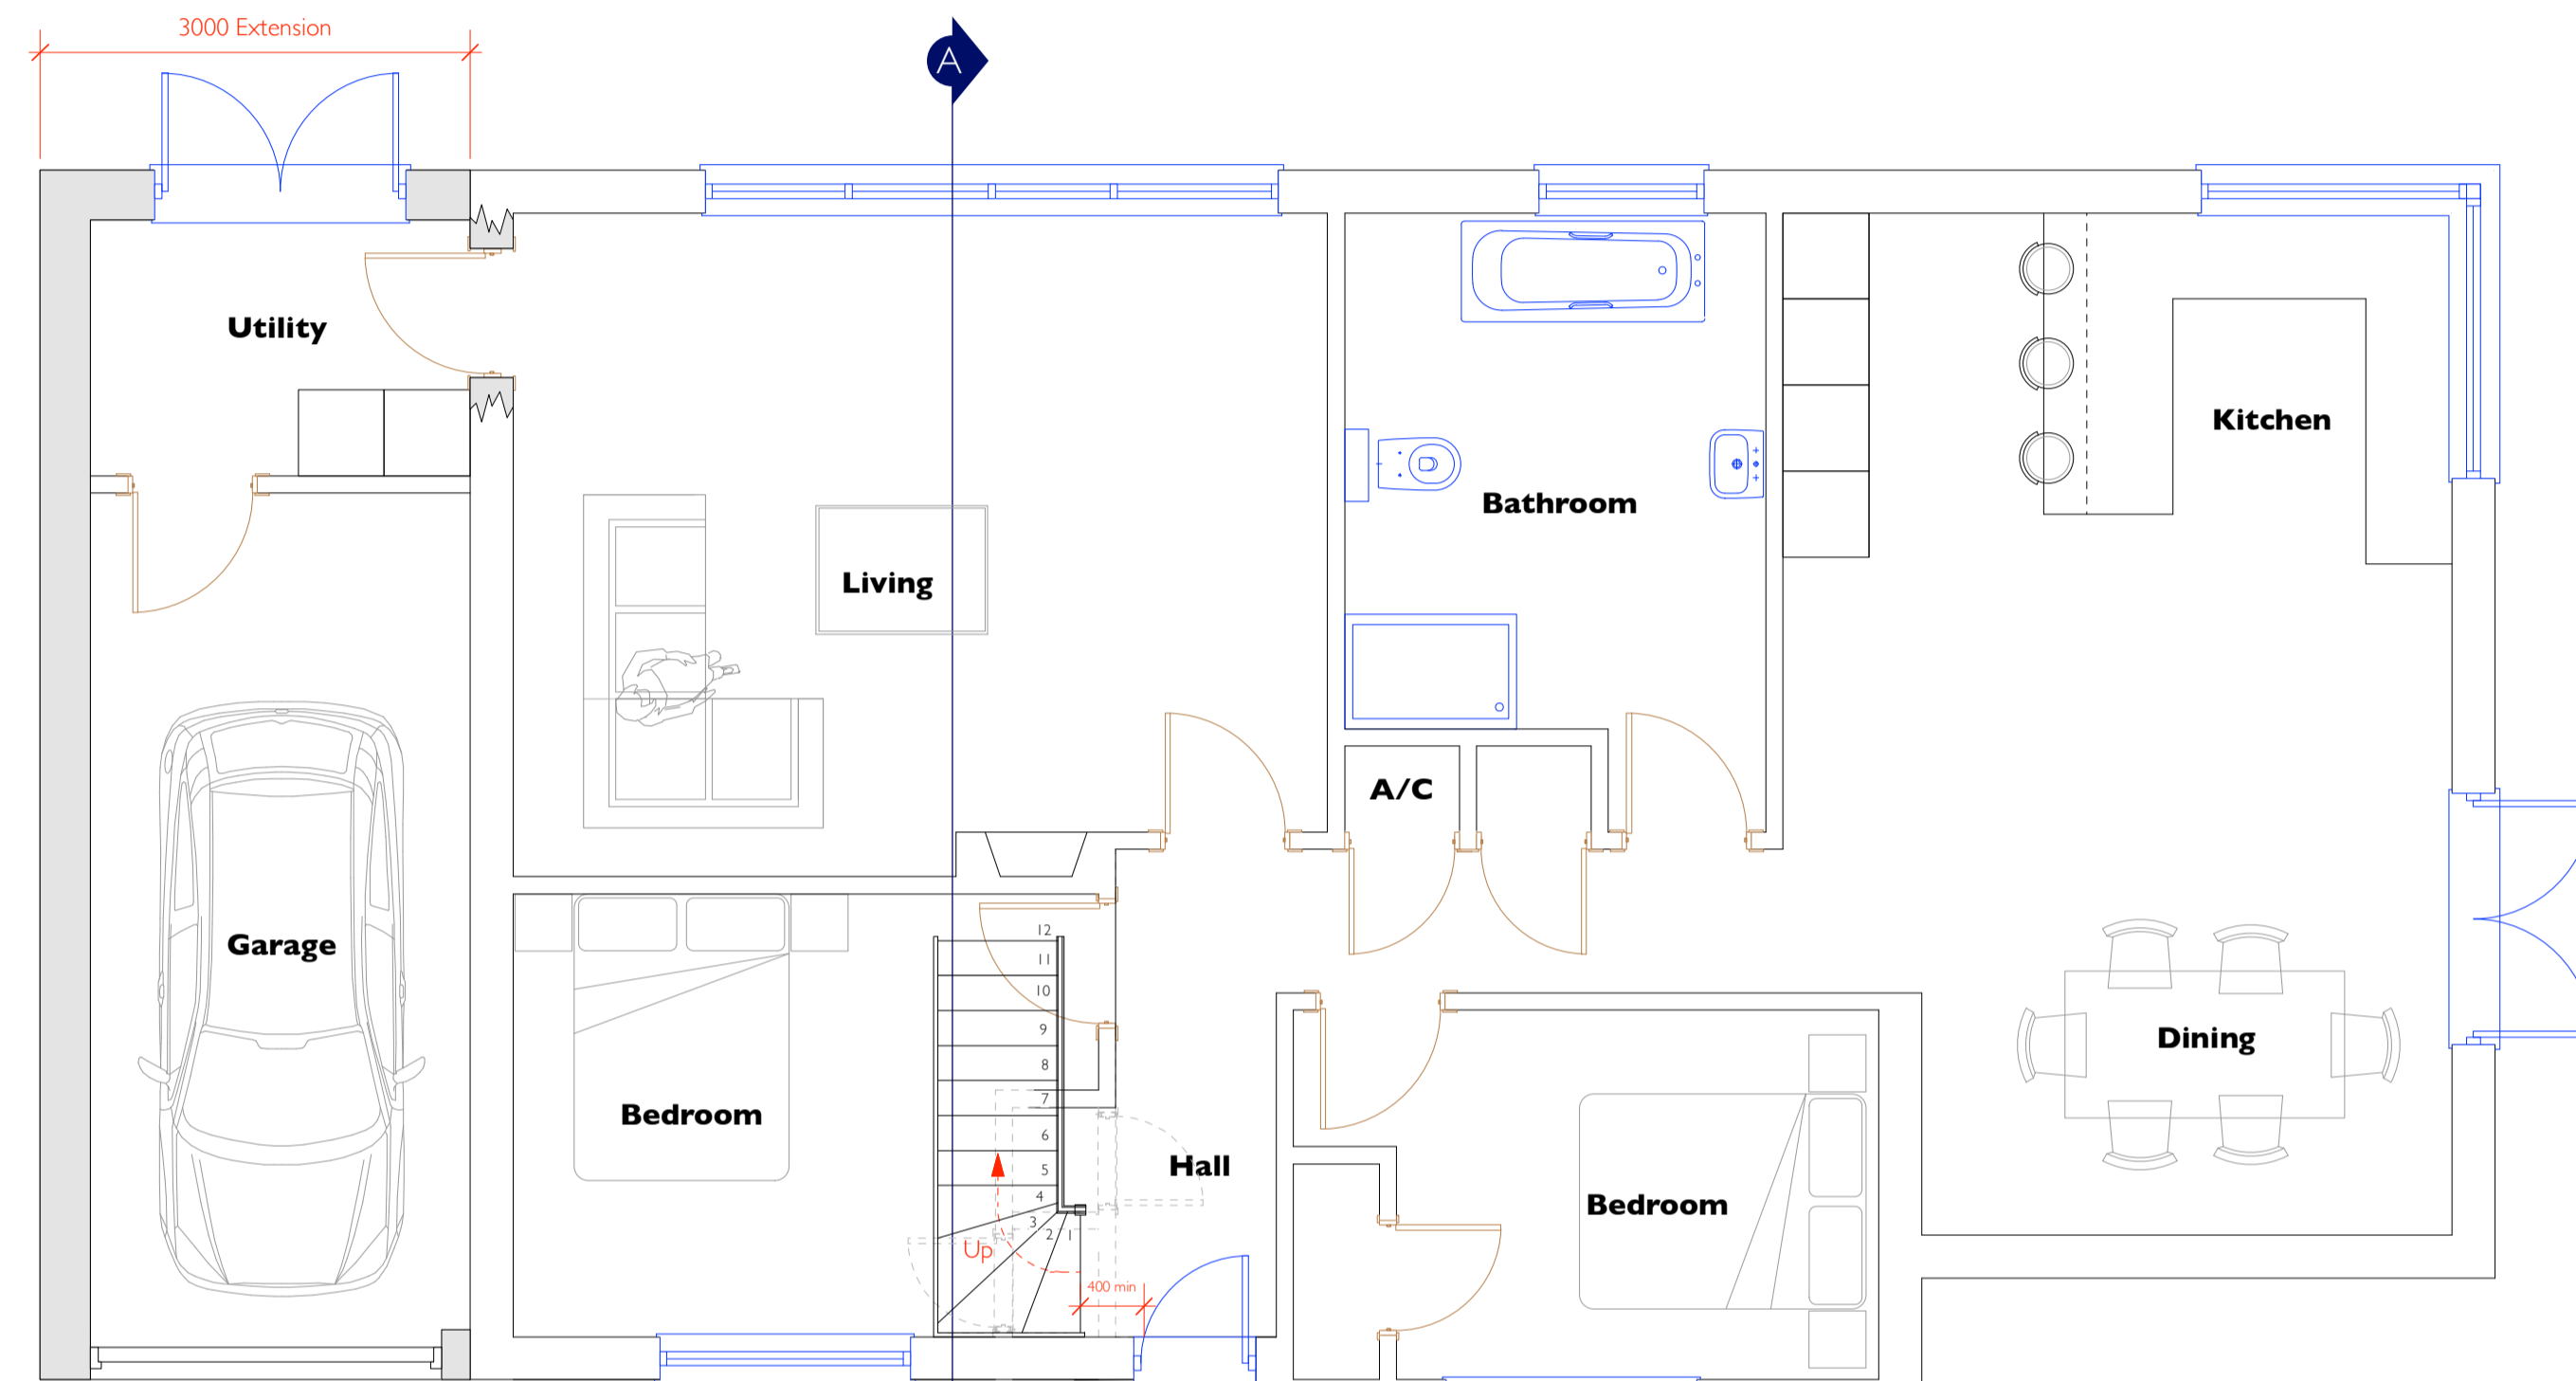 3000 Extension
A
Utility
Kitchen
Bathroom
Living
A/C
Garage
12
11
10
9
8
7
6
5
4
3
2
1
Dining
Bedroom
Hall
Bedroom
Up
400 min